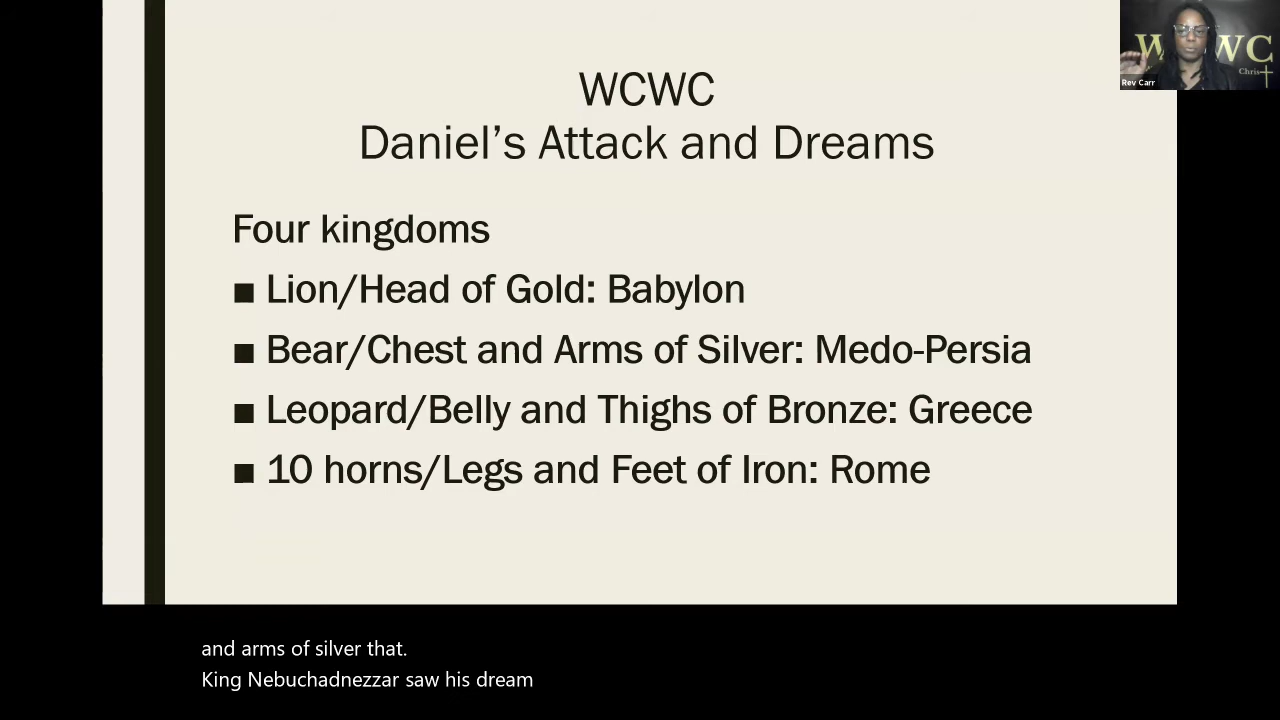 WCWC
Daniel’s Attack and Dreams
Four kingdoms
■ Lion/Head of Gold: Babylon
■ Bear/Chest and Arms of Silver: Medo-Persia
■ Leopard/Belly and Thighs of Bronze: Greece
■ 10 horns/Legs and Feet of Iron: Rome
WC
Christ
Rev Carr
and arms of silver that.
King Nebuchadnezzar saw his dream